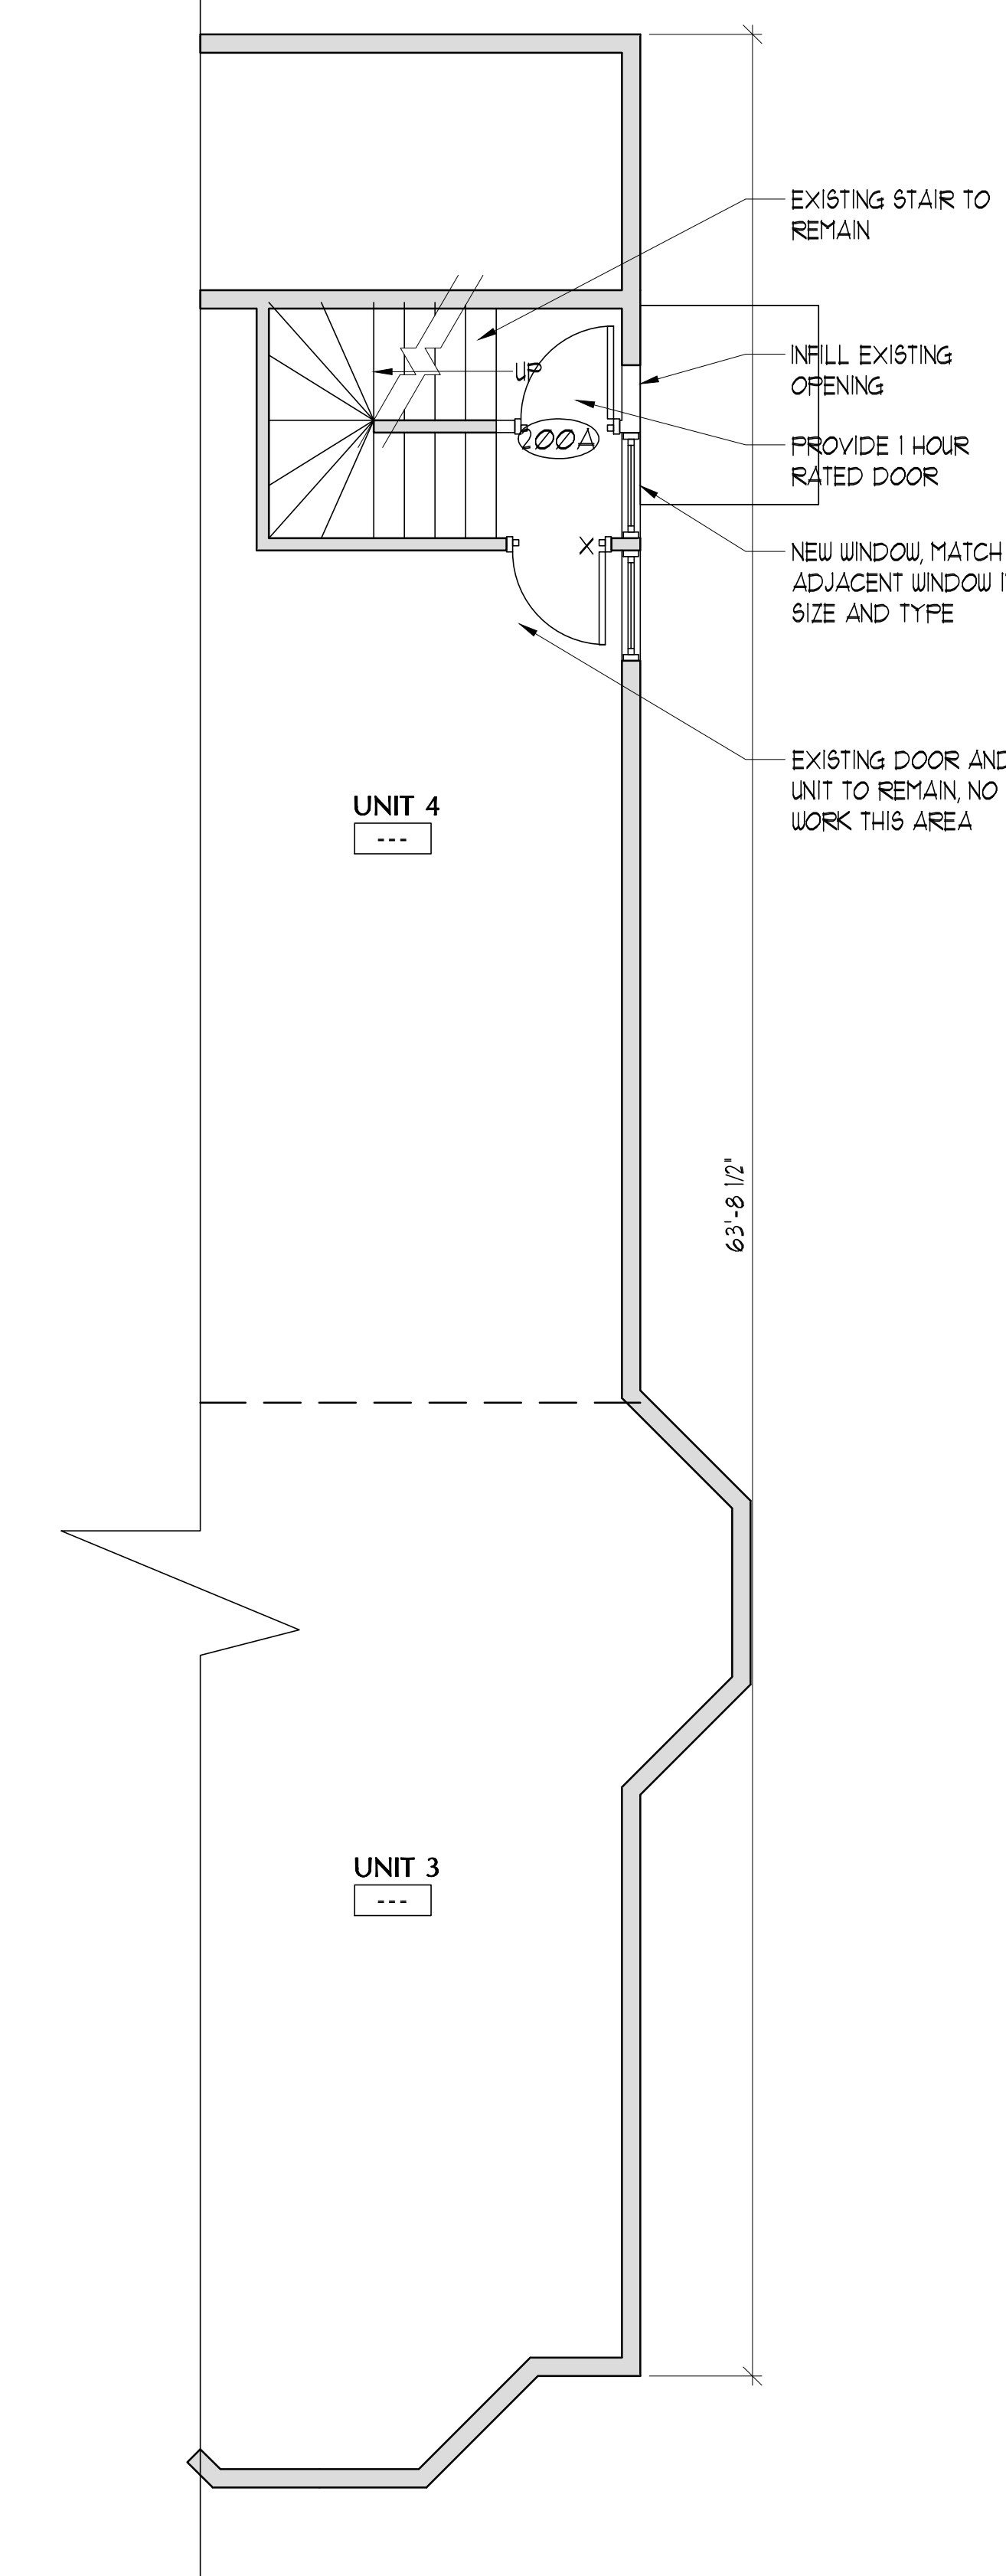 EXISTING STAIR TO
REMAIN
INFILL EXISTING
OPENING
UP
200A
PROVIDE 1 HOUR
RATED DOOR
X
NEW WINDOW, MATCH
ADJACENT WINDOW
SIZE AND TYPE
EXISTING DOOR AND
UNIT TO REMAIN, NO
WORK THIS AREA
UNIT 4
---
63'-8 1/2"
UNIT 3
---